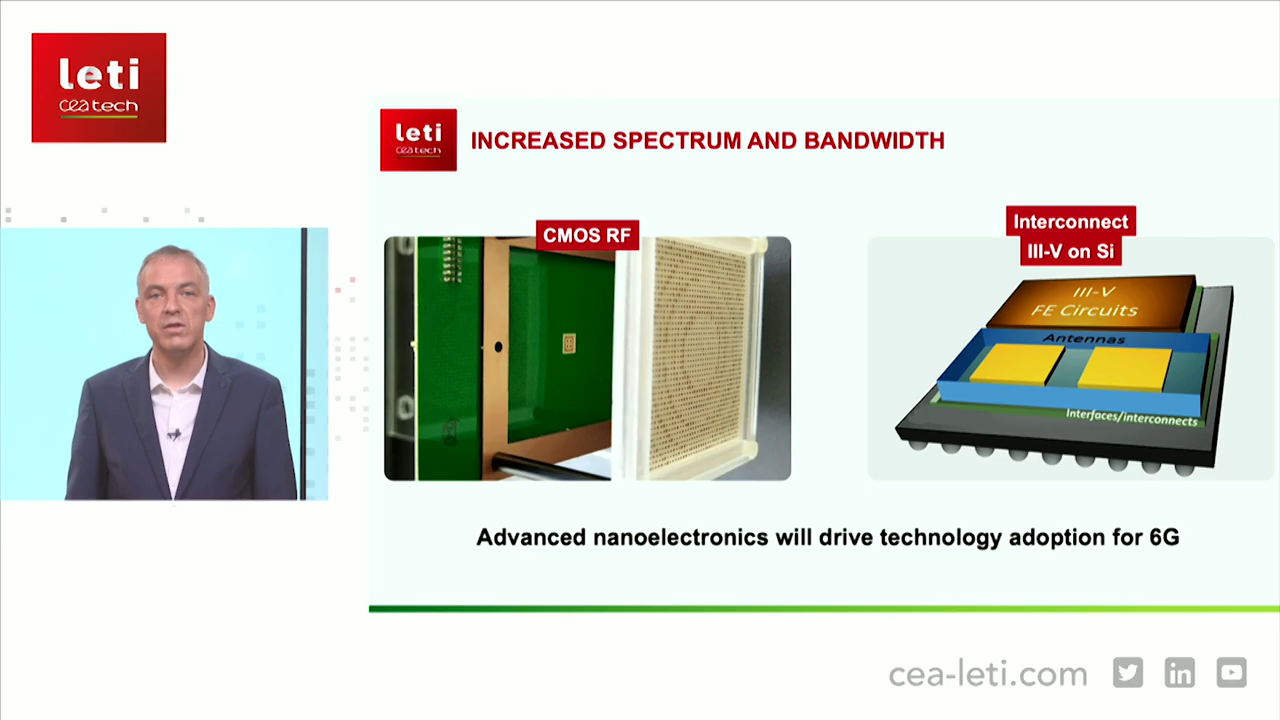 leti
cea tech
leti
cea tech
INCREASED SPECTRUM AND BANDWIDTH
CMOS RF
Interconnect
III-V on Si
III-V
FE Circuits
Antennas
Interfaces/interconnects
Advanced nanoelectronics will drive technology adoption for 6G
cea-leti.com